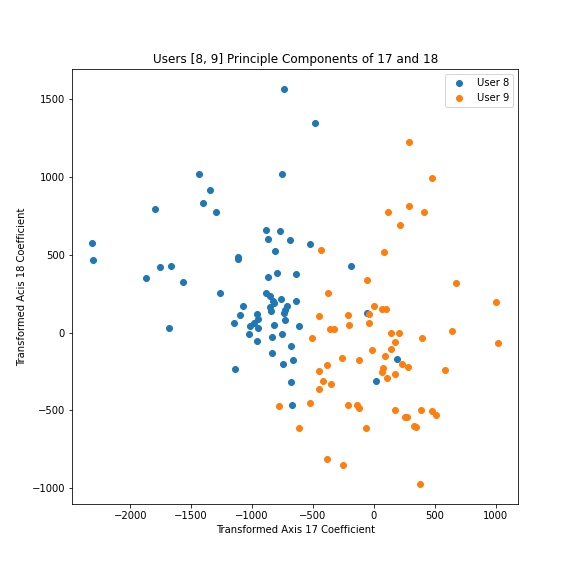 Users [8, 9] Principle Components of 17 and 18
User 8
User 9
Transformed Acis 18 Coefficient
1500
1000
500
0
−500
−1000
−2000 −1500 −1000 −500 0 500 1000
Transformed Axis 17 Coefficient